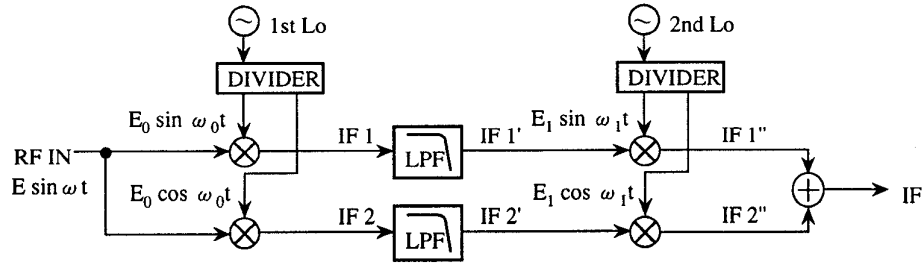 1st Lo
2nd Lo
DIVIDER
DIVIDER
E₀ sin ω₀t
E₁ sin ω₁t
RF IN
E sin ω t
IF 1
LPF
IF 1'
IF 1"
E₀ cos ω₀t
E₁ cos ω₁t
IF
IF 2
LPF
IF 2'
IF 2"